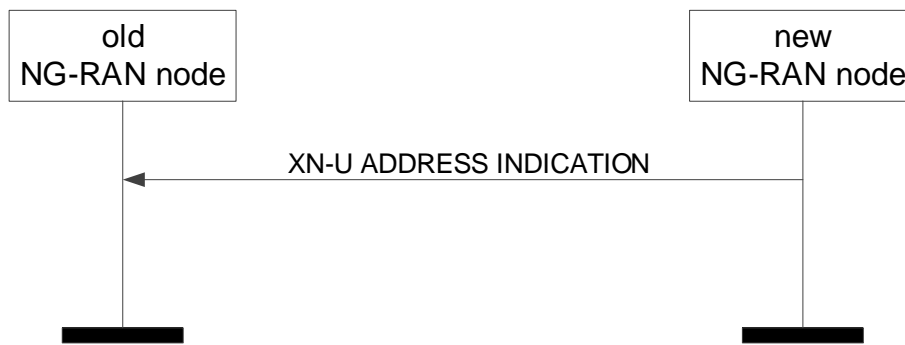 old
NG-RAN node
new
NG-RAN node
XN-U ADDRESS INDICATION